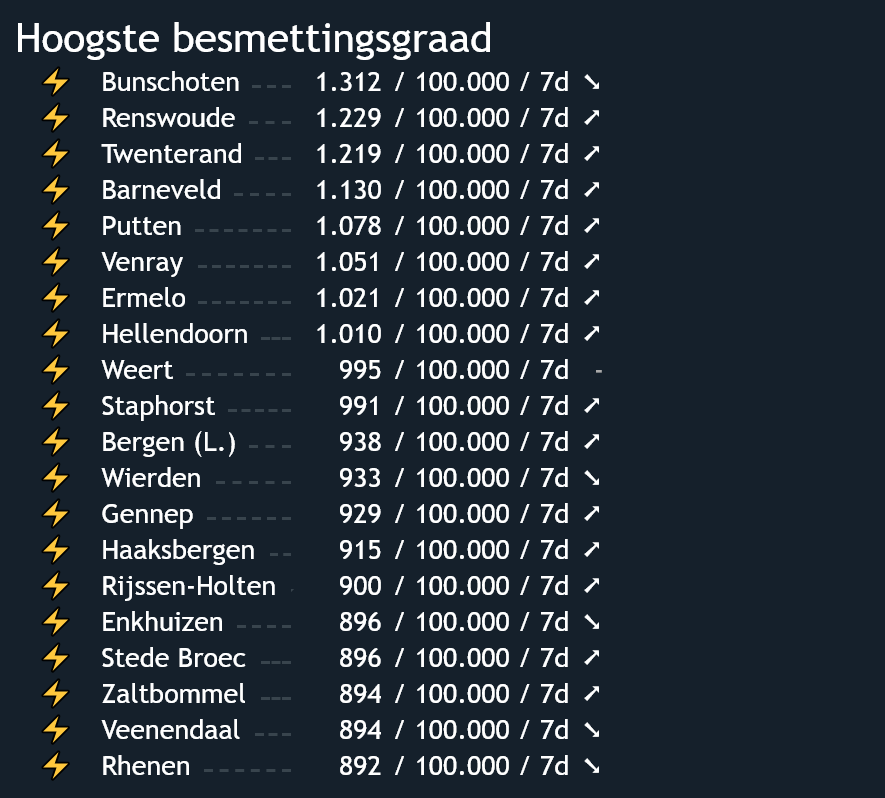 Hoogste besmettingsgraad
⚡ Bunschoten --- 1.312 / 100.000 / 7d ➘
⚡ Renswoude --- 1.229 / 100.000 / 7d ➚
⚡ Twenterand --- 1.219 / 100.000 / 7d ➚
⚡ Barneveld ---- 1.130 / 100.000 / 7d ➚
⚡ Putten ------- 1.078 / 100.000 / 7d ➚
⚡ Venray ------- 1.051 / 100.000 / 7d ➚
⚡ Ermelo ------- 1.021 / 100.000 / 7d ➚
⚡ Hellendoorn --- 1.010 / 100.000 / 7d ➚
⚡ Weert ------- 995 / 100.000 / 7d -
⚡ Staphorst ----- 991 / 100.000 / 7d ➚
⚡ Bergen (L.) --- 938 / 100.000 / 7d ➚
⚡ Wierden ----- 933 / 100.000 / 7d ➘
⚡ Gennep ------ 929 / 100.000 / 7d ➚
⚡ Haaksbergen -- 915 / 100.000 / 7d ➚
⚡ Rijssen-Holten - 900 / 100.000 / 7d ➚
⚡ Enkhuizen ---- 896 / 100.000 / 7d ➘
⚡ Stede Broec --- 896 / 100.000 / 7d ➚
⚡ Zaltbommel --- 894 / 100.000 / 7d ➚
⚡ Veenendaal --- 894 / 100.000 / 7d ➘
⚡ Rhenen ------ 892 / 100.000 / 7d ➘